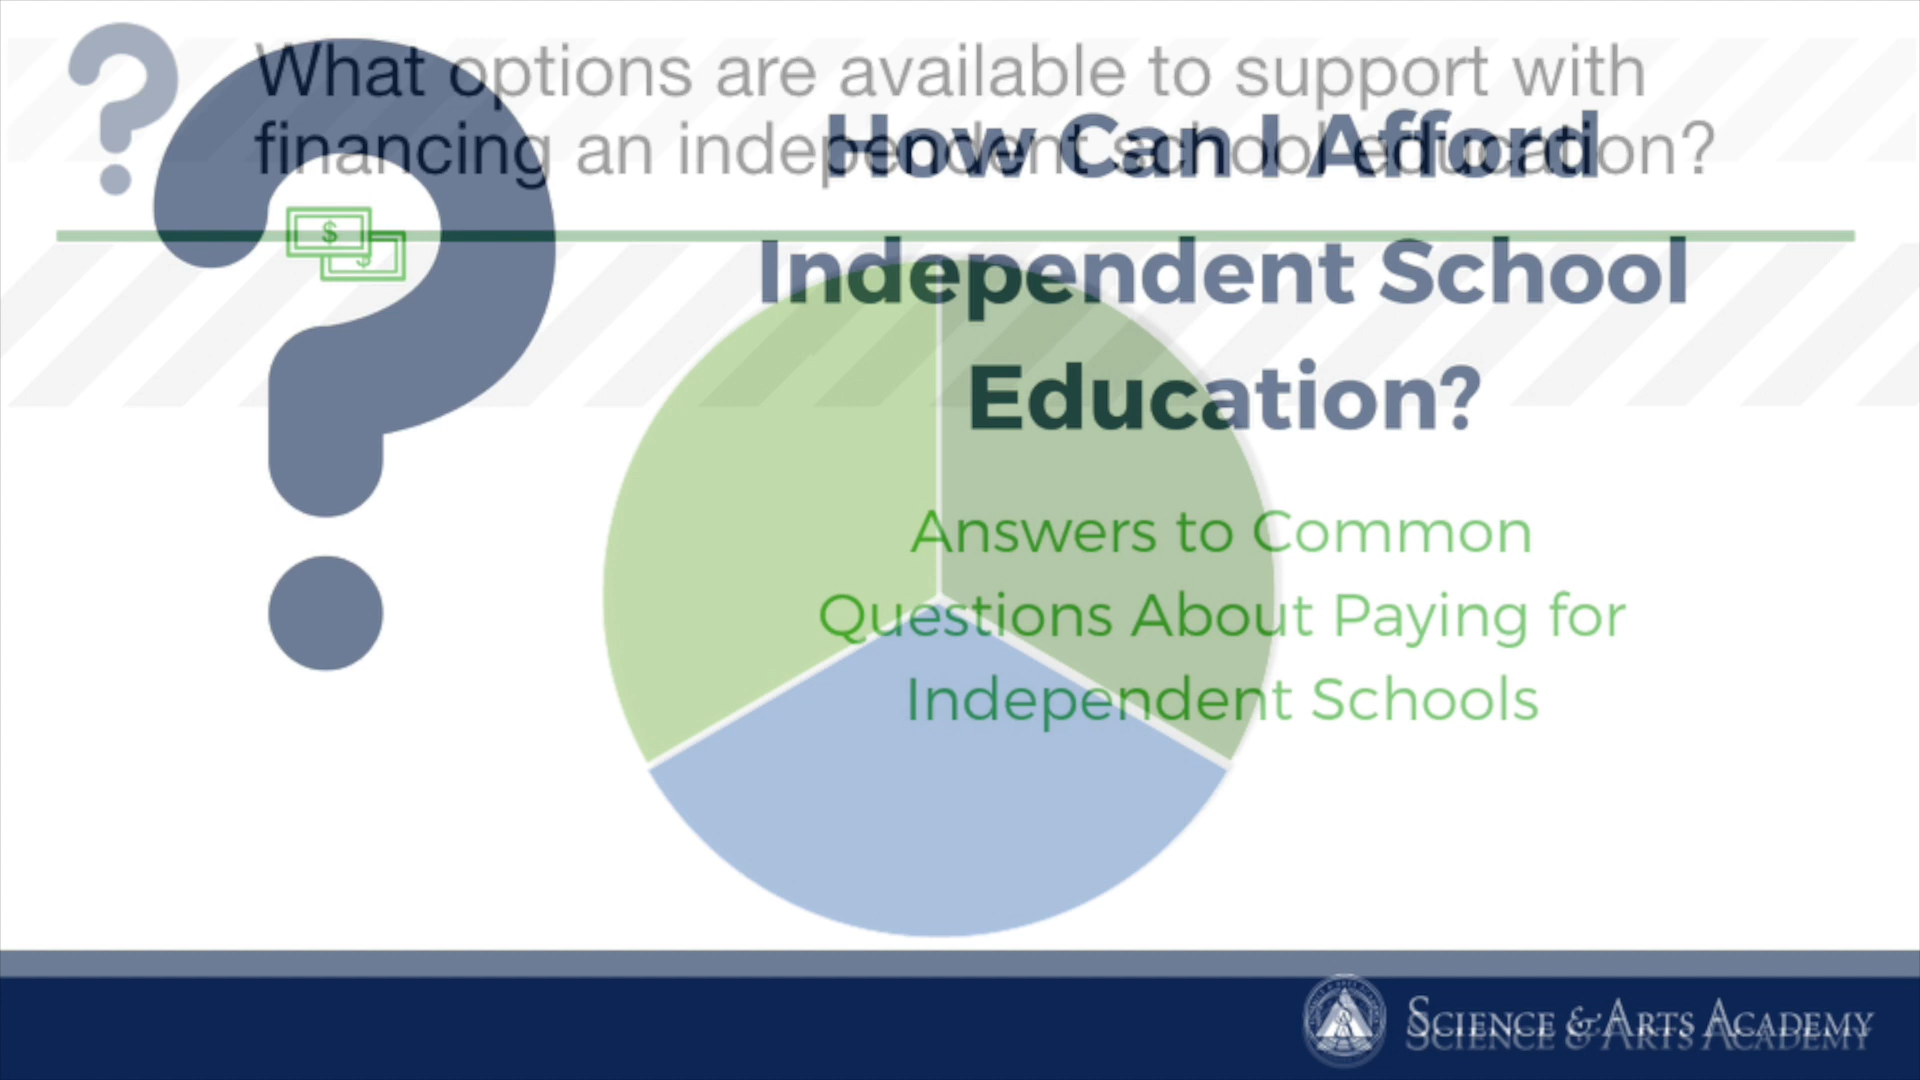 What options are available to support with
financing an independent school education?
How Can I Afford
Independent School
Education?
Answers to Common
Questions About Paying for
Independent Schools
SCIENCE & ARTS ACADEMY